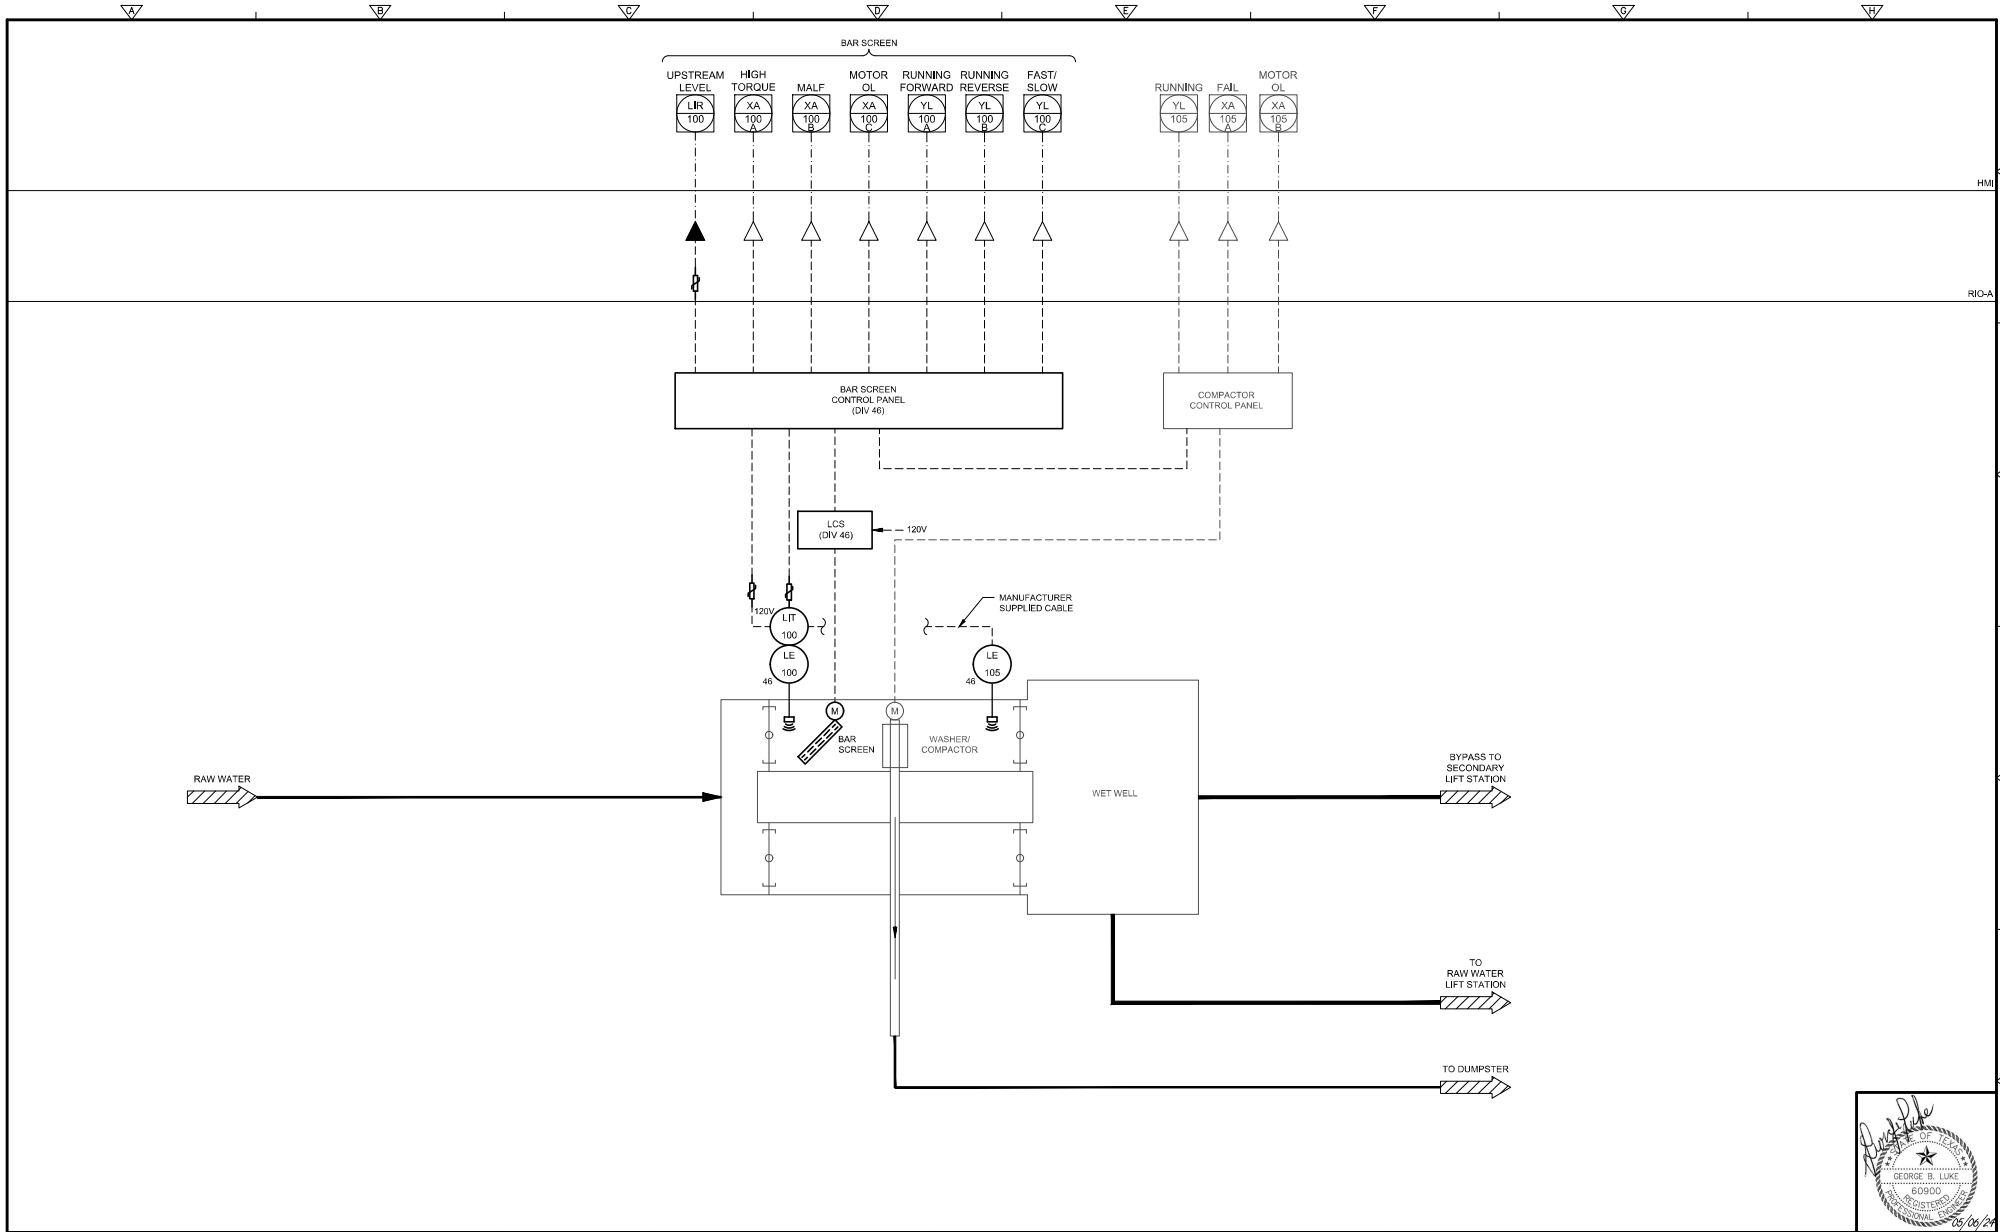 A B C D E F G H
BAR SCREEN
UPSTREAM
LEVEL
HIGH
TORQUE
MALF
MOTOR
OL
RUNNING
FORWARD
RUNNING
REVERSE
FAST/
SLOW
RUNNING
FAIL
MOTOR
OL
LIR
100
XA
100
A
XA
100
B
XA
100
C
YL
100
A
YL
100
B
YL
100
C
YL
105
XA
105
A
XA
105
B
HMI
RIO-A
BAR SCREEN
CONTROL PANEL
(DIV 46)
COMPACTOR
CONTROL PANEL
LCS
(DIV 46)
120V
MANUFACTURER
SUPPLIED CABLE
120V
LIT
100
LE
100
46
LE
105
46
M
M
BAR
SCREEN
WASHER/
COMPACTOR
RAW WATER
WET WELL
BYPASS TO
SECONDARY
LIFT STATION
TO
RAW WATER
LIFT STATION
TO DUMPSTER
STATE OF TEXAS
GEORGE B. LUKE
60900
REGISTERED
PROFESSIONAL ENGINEER
05/06/24